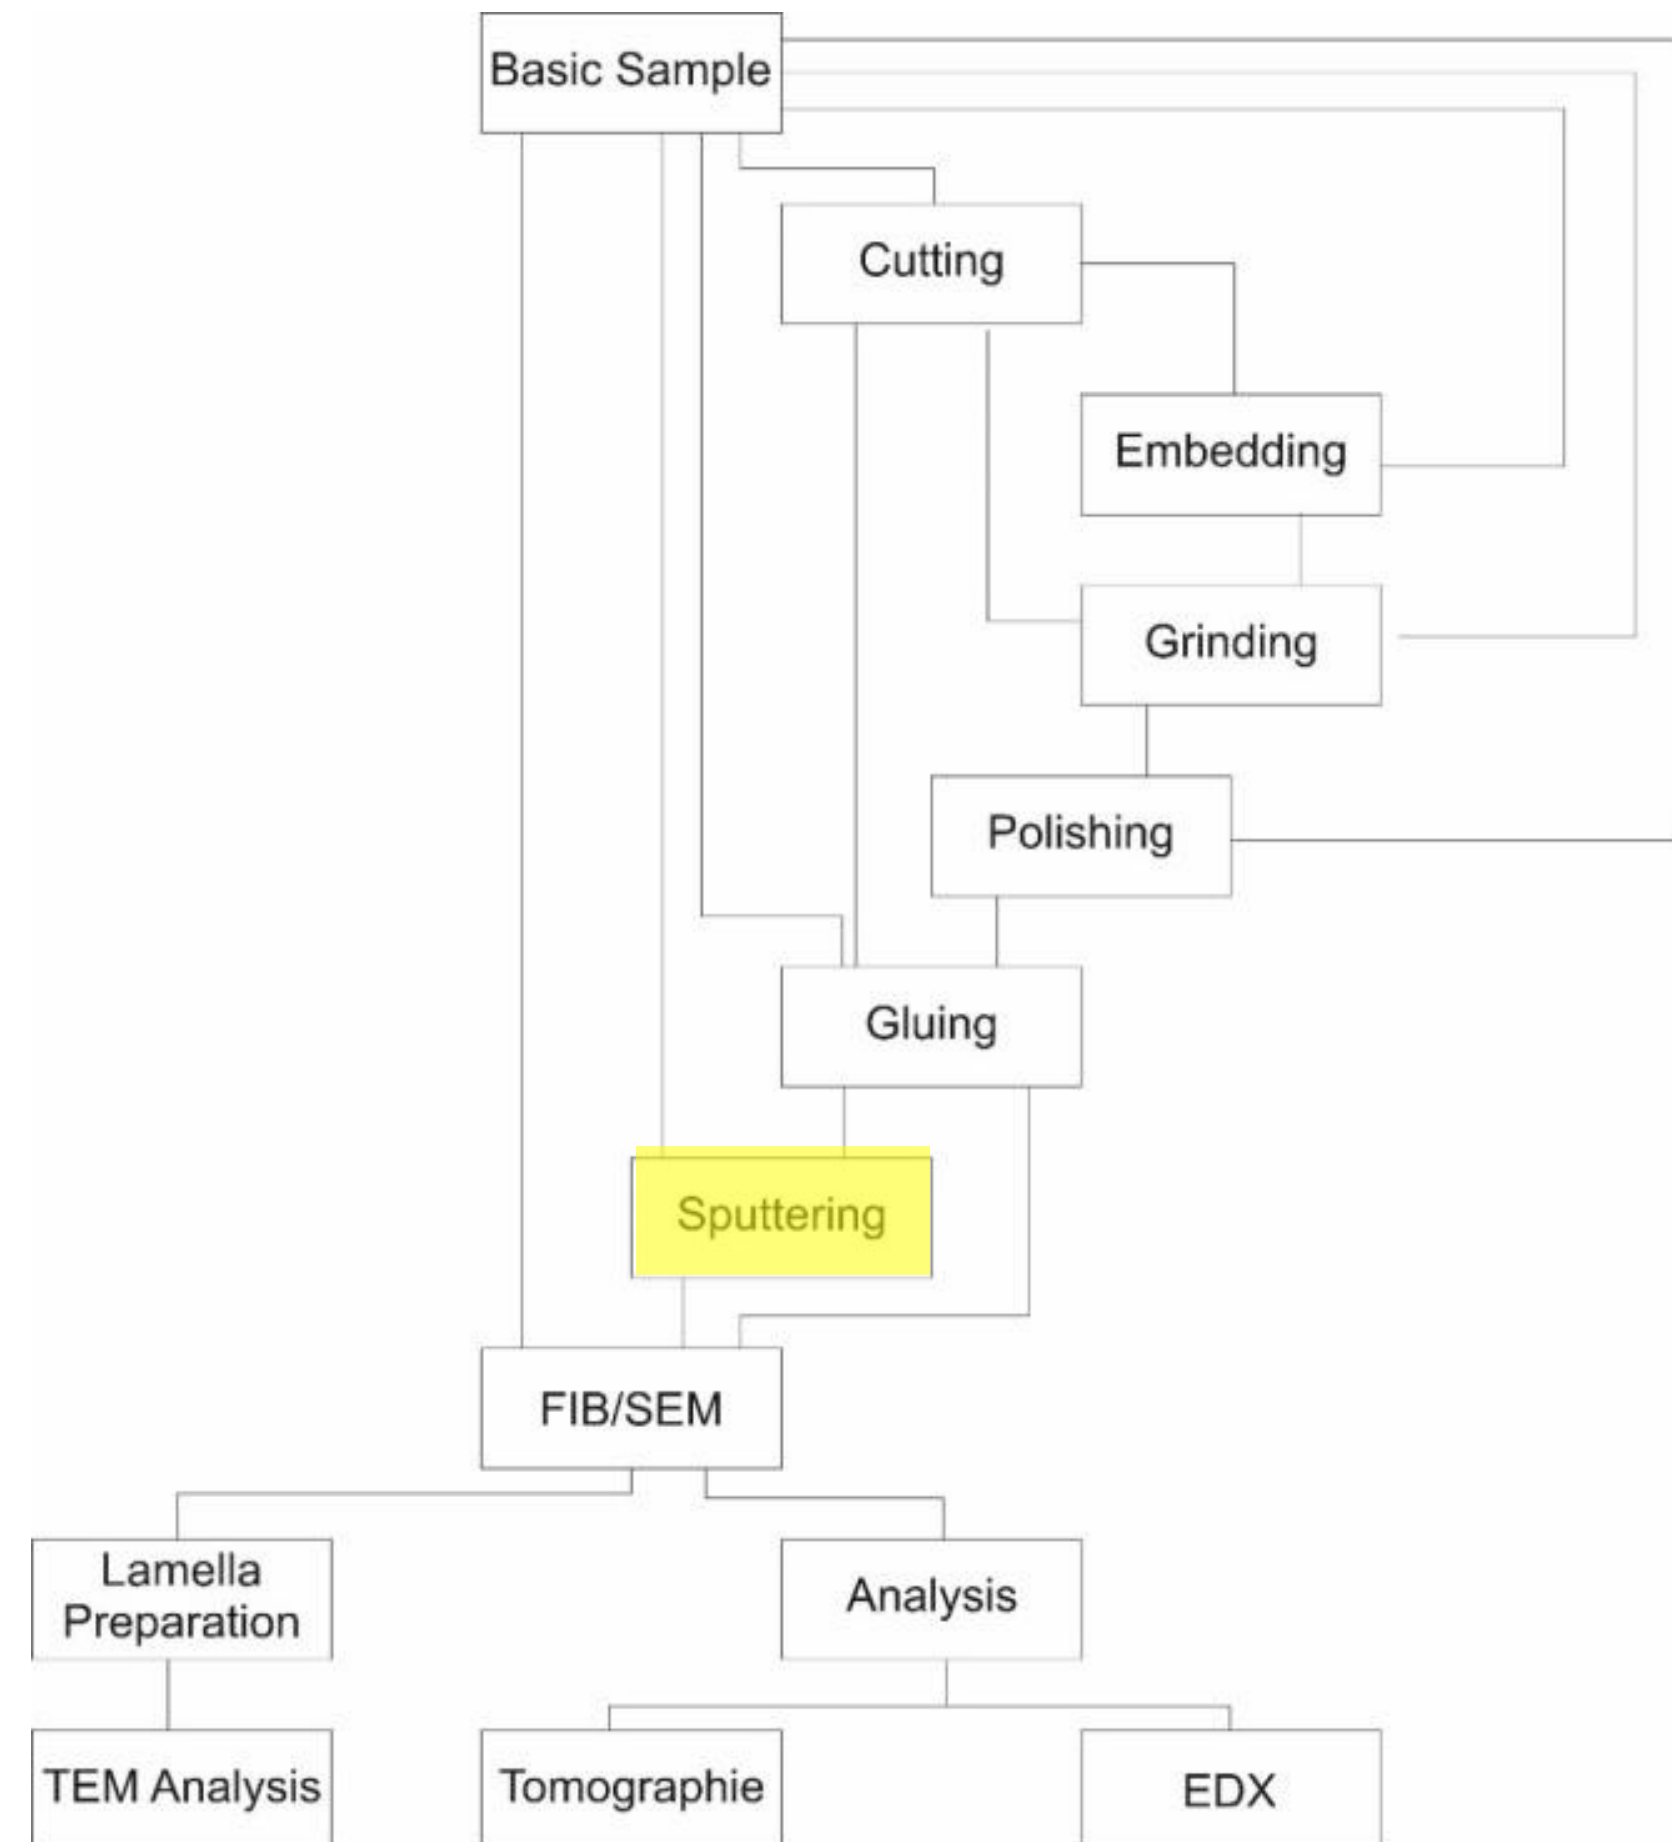 Basic Sample
Cutting
Embedding
Grinding
Polishing
Gluing
Sputtering
FIB/SEM
Lamella
Preparation
Analysis
TEM Analysis
Tomographie
EDX